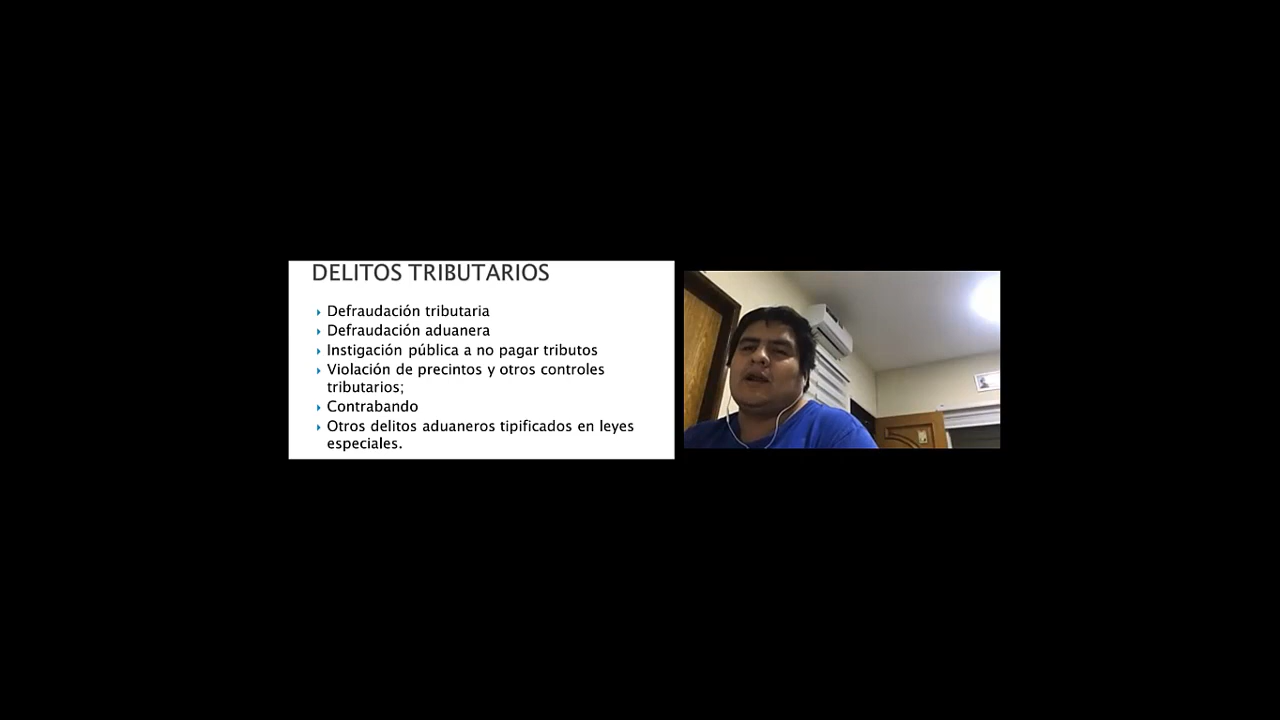 DELITOS TRIBUTARIOS
Defraudación tributaria
Defraudación aduanera
Instigación pública a no pagar tributos
Violación de precintos y otros controles
tributarios;
Contrabando
Otros delitos aduaneros tipificados en leyes
especiales.